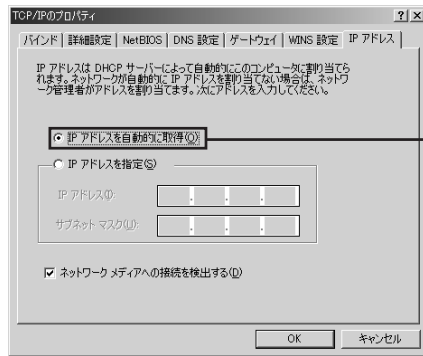 TCP/IPのプロパティ
バインド 詳細設定 NetBIOS DNS 設定 ゲートウェイ WINS 設定 IP アドレス
IP アドレスは DHCP サーバーによって自動的にこのコンピュータに割り当てら
れます。ネットワークが自動的に IP アドレスを割り当てない場合は、ネットワ
ーク管理者がアドレスを割り当てます。次にアドレスを入力してください。
IP アドレスを自動的に取得(O)
IP アドレスを指定(S)
IP アドレス(I):
サブネット マスク(U):
ネットワーク メディアへの接続を検出する(D)
OK キャンセル